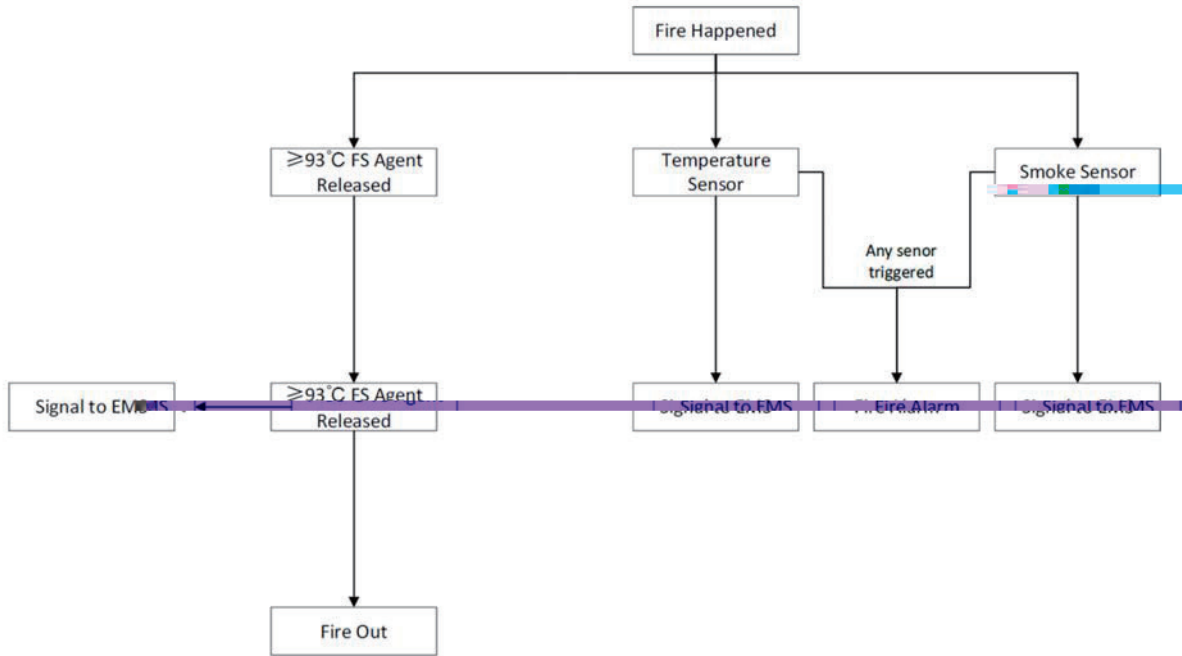 Fire Happened
≥93℃ FS Agent
Released
Temperature
Sensor
Smoke Sensor
Any senor
triggered
Signal to EMS
≥93℃ FS Agent
Released
Signal to EMS
Fire Alarm
Signal to EMS
Fire Out